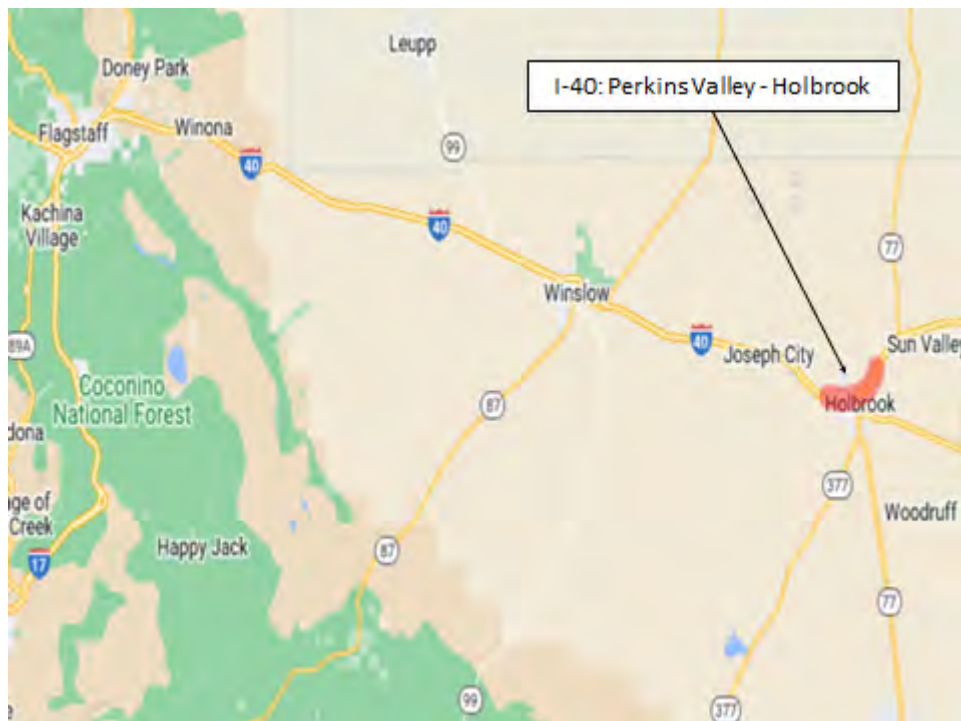 Leupp
Doney Park
I-40: Perkins Valley - Holbrook
Flagstaff
Winona
99
40
Kachina
Village
40
77
Winslow
89A
40
Joseph City
Sun Valley
Coconino
National Forest
Holbrook
87
dona
377
age of
Creek
Woodruff
17
Happy Jack
87
77
99
377